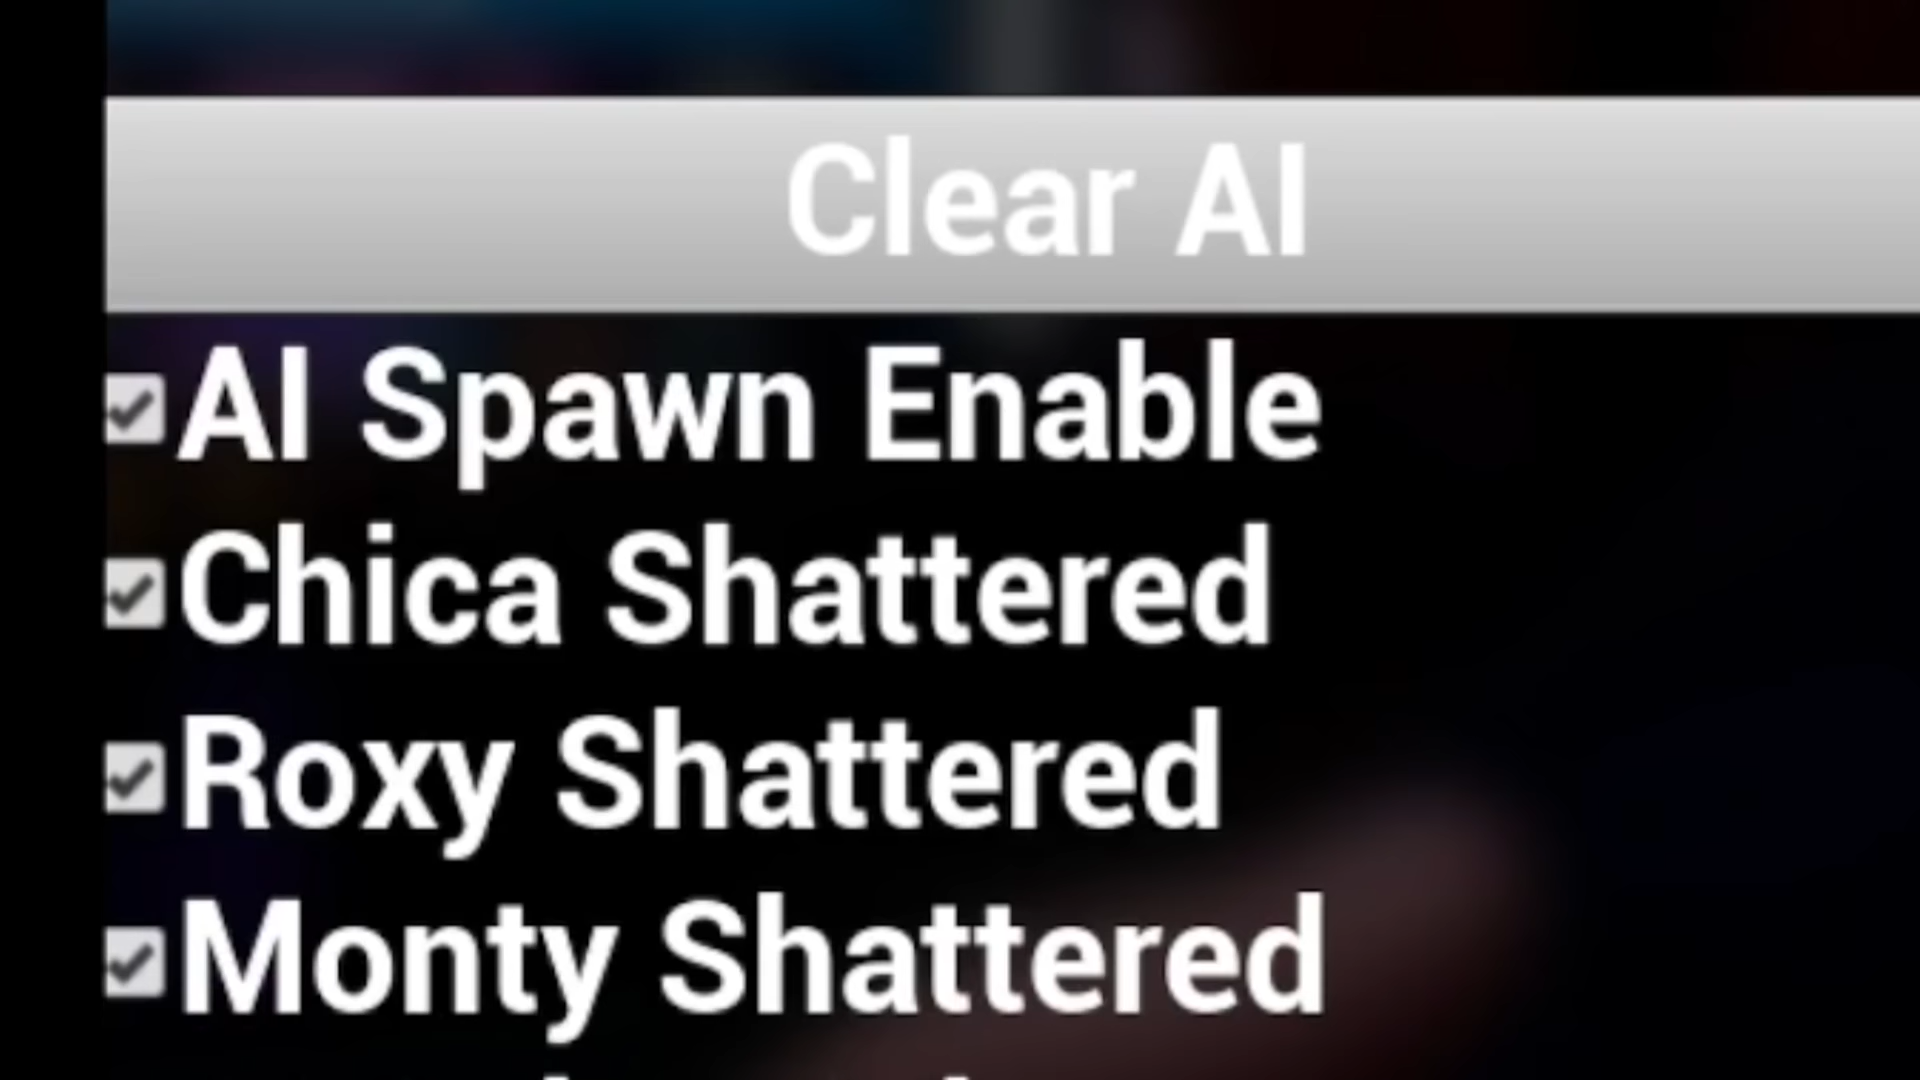 Clear AI
AI Spawn Enable
Chica Shattered
Roxy Shattered
Monty Shattered